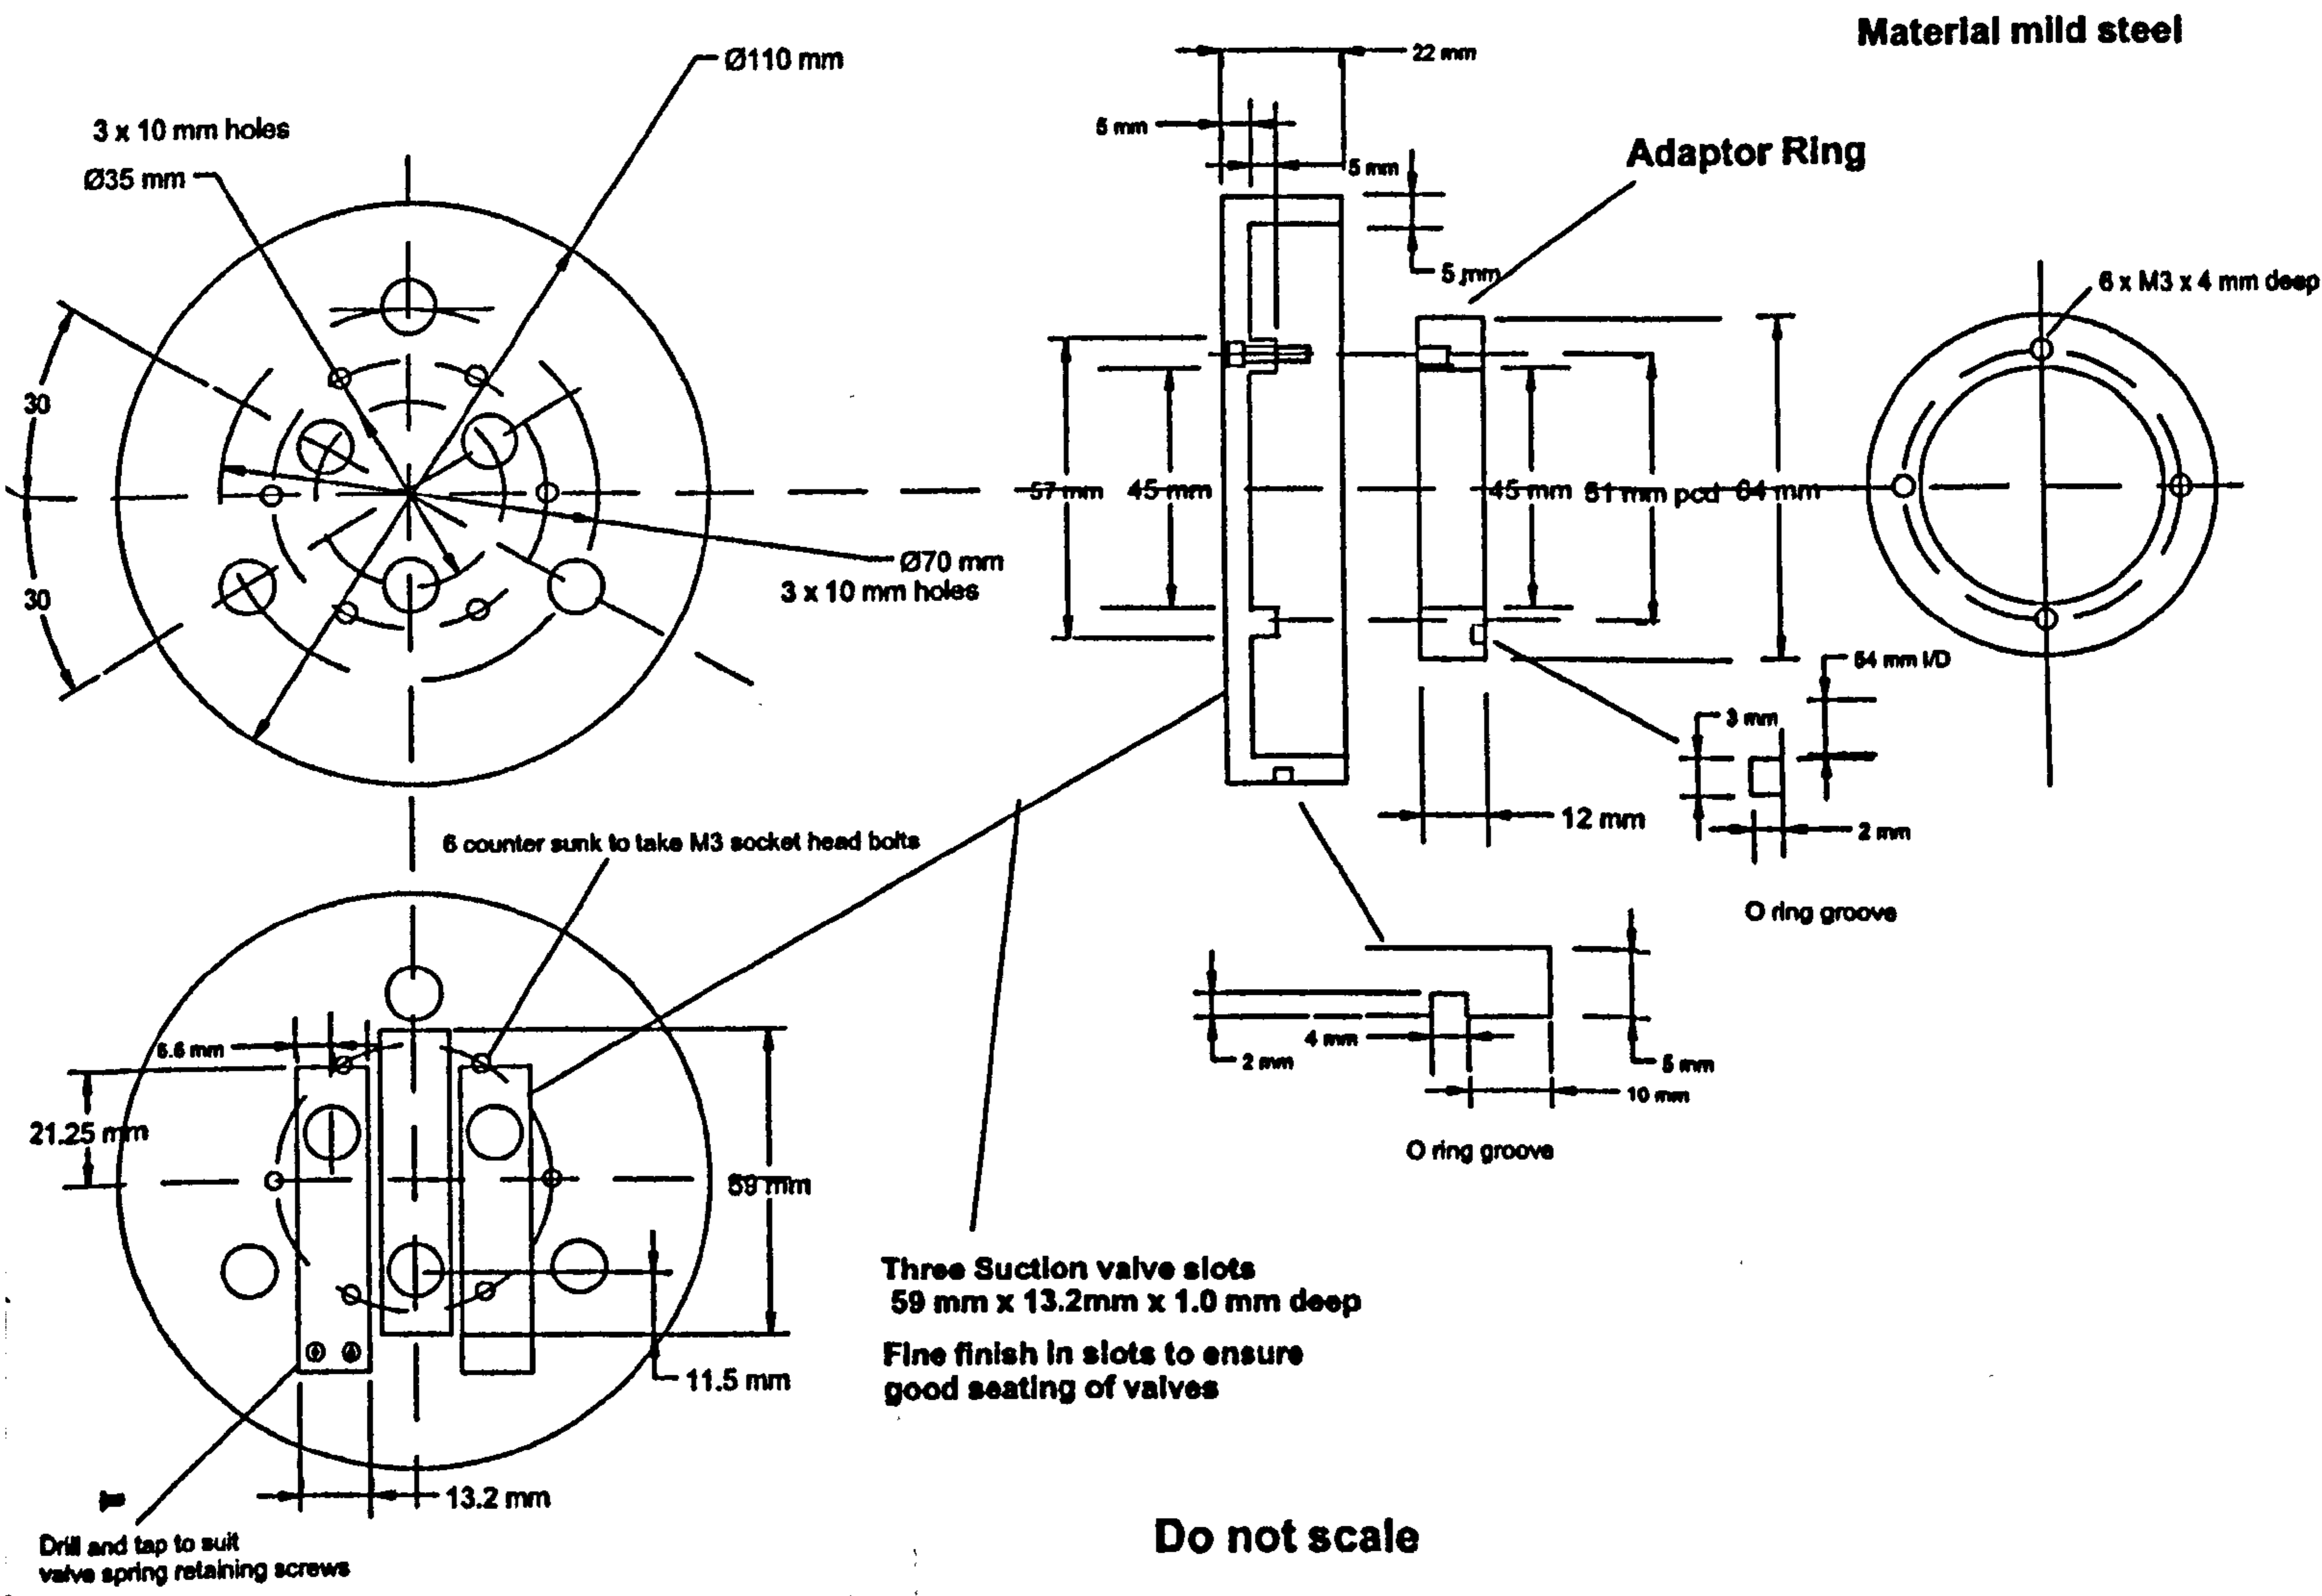 Material mild steel
Ø110 mm
22 mm
3 x 10 mm holes
Ø35 mm
5 mm
5 mm
Adaptor Ring
5 mm
6 x M3 x 4 mm deep
30
30
57 mm
45 mm
45 mm
51 mm pcd
64 mm
Ø70 mm
3 x 10 mm holes
54 mm I/D
3 mm
12 mm
2 mm
O ring groove
6 counter sunk to take M3 socket head bolts
6.6 mm
21.25 mm
59 mm
4 mm
2 mm
5 mm
10 mm
O ring groove
Three Suction valve slots
59 mm x 13.2mm x 1.0 mm deep
Fine finish in slots to ensure
good seating of valves
11.5 mm
13.2 mm
Drill and tap to suit
valve spring retaining screws
Do not scale